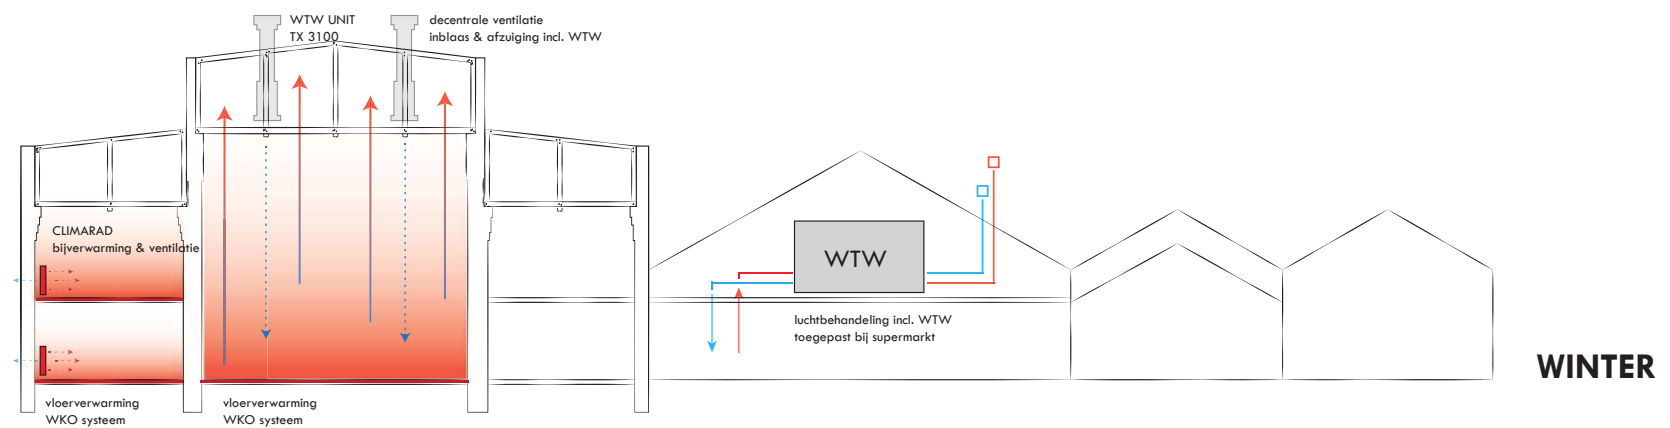 WTW UNIT
TX 3100
decentrale ventilatie
inblaas & afzuiging incl. WTW
CLIMARAD
bijverwarming & ventilatie
WTW
luchtbehandeling incl. WTW
toegepast bij supermarkt
WINTER
vloerverwarming
WKO systeem
vloerverwarming
WKO systeem